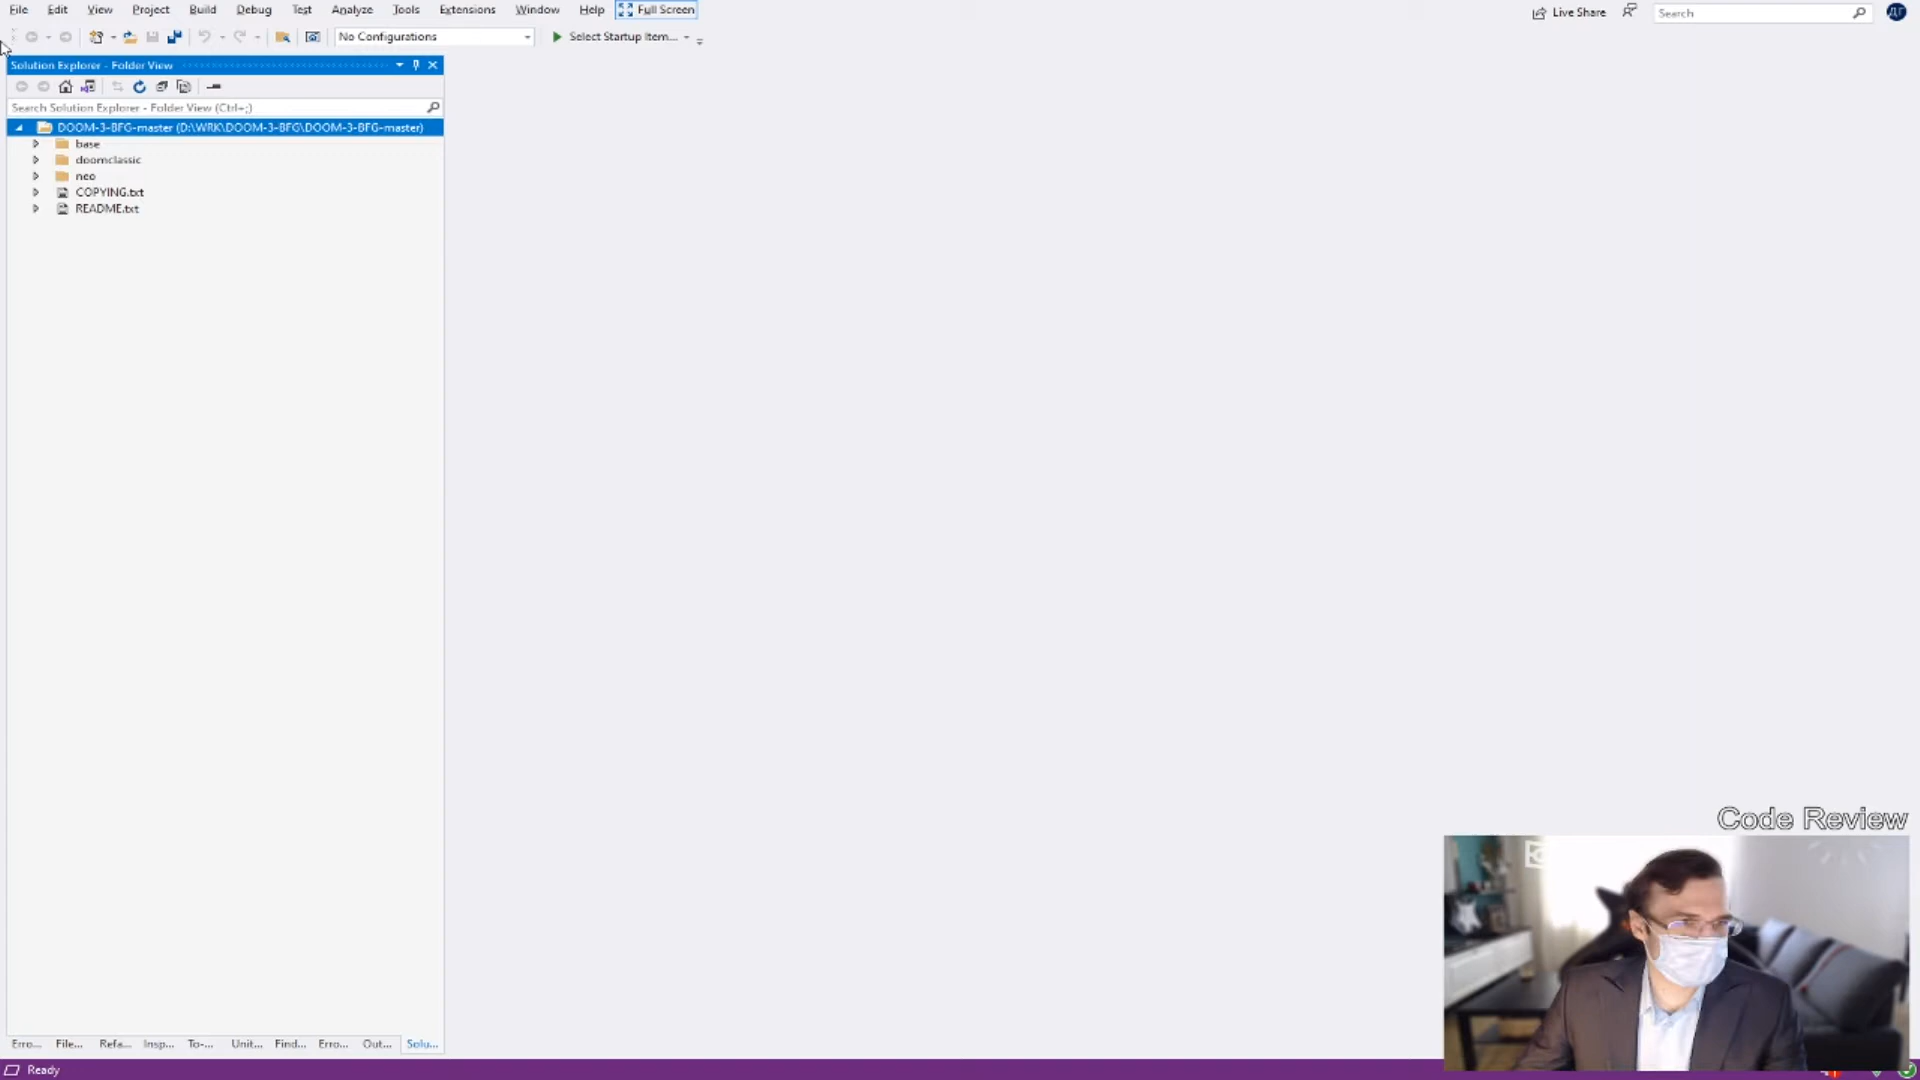 File Edit View Project Build Debug Test Analyze Tools Extensions Window Help Full Screen Live Share Search ДГ
No Configurations Select Startup Item...
Solution Explorer - Folder View
Search Solution Explorer - Folder View (Ctrl+;)
DOOM-3-BFG-master (D:\WRK\DOOM-3-BFG\DOOM-3-BFG-master)
base
doomclassic
neo
COPYING.txt
README.txt
Code Review
Erro... File... Refa... Insp... To-... Unit... Find... Erro... Out... Solu...
Ready